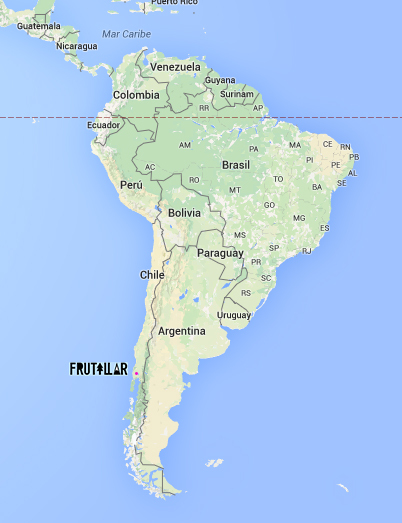 Puerto Rico
Guatemala
Mar Caribe
Nicaragua
Venezuela
Guyana
Colombia
Surinam
RR
AP
Ecuador
AM
PA
MA
CE
RN
PB
PI
PE
AC
RO
Brasil
TO
AL
SE
Perú
MT
BA
Bolivia
GO
MG
ES
MS
SP
RJ
Paraguay
PR
Chile
SC
RS
Uruguay
Argentina
FRUTILLAR